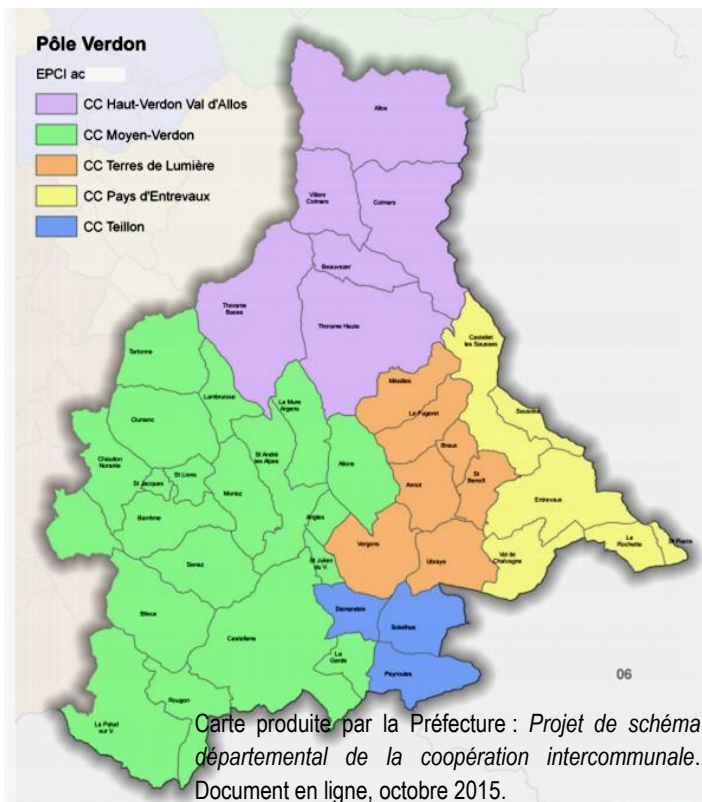 Pôle Verdon
EPCI ac
CC Haut-Verdon Val d'Allos
CC Moyen-Verdon
CC Terres de Lumière
CC Pays d'Entrevaux
CC Teillon
Allos
Villars
Colmars
Colmars
Beauvezer
Thorame
Basse
Thorame Haute
Castellet
les Sausses
Tartonne
Méailles
Lambruisse
La Mure
Argens
Le Fugeret
Sausses
Clumanc
Braux
St André
les Alpes
Chaudon
Norante
Allons
St Lions
St
Benoît
St Jacques
Moriez
Annot
Entrevaux
Barrême
Angles
Vergons
La
Rochette
St Pierre
Senez
St Julien
du V.
Ubraye
Val de
Chalvagne
Blieux
Demandolx
Soleilhas
Castellane
La
Garde
Peyroules
06
Rougon
La Palud
sur V.
Carte produite par la Préfecture : Projet de schéma
départemental de la coopération intercommunale.
Document en ligne, octobre 2015.